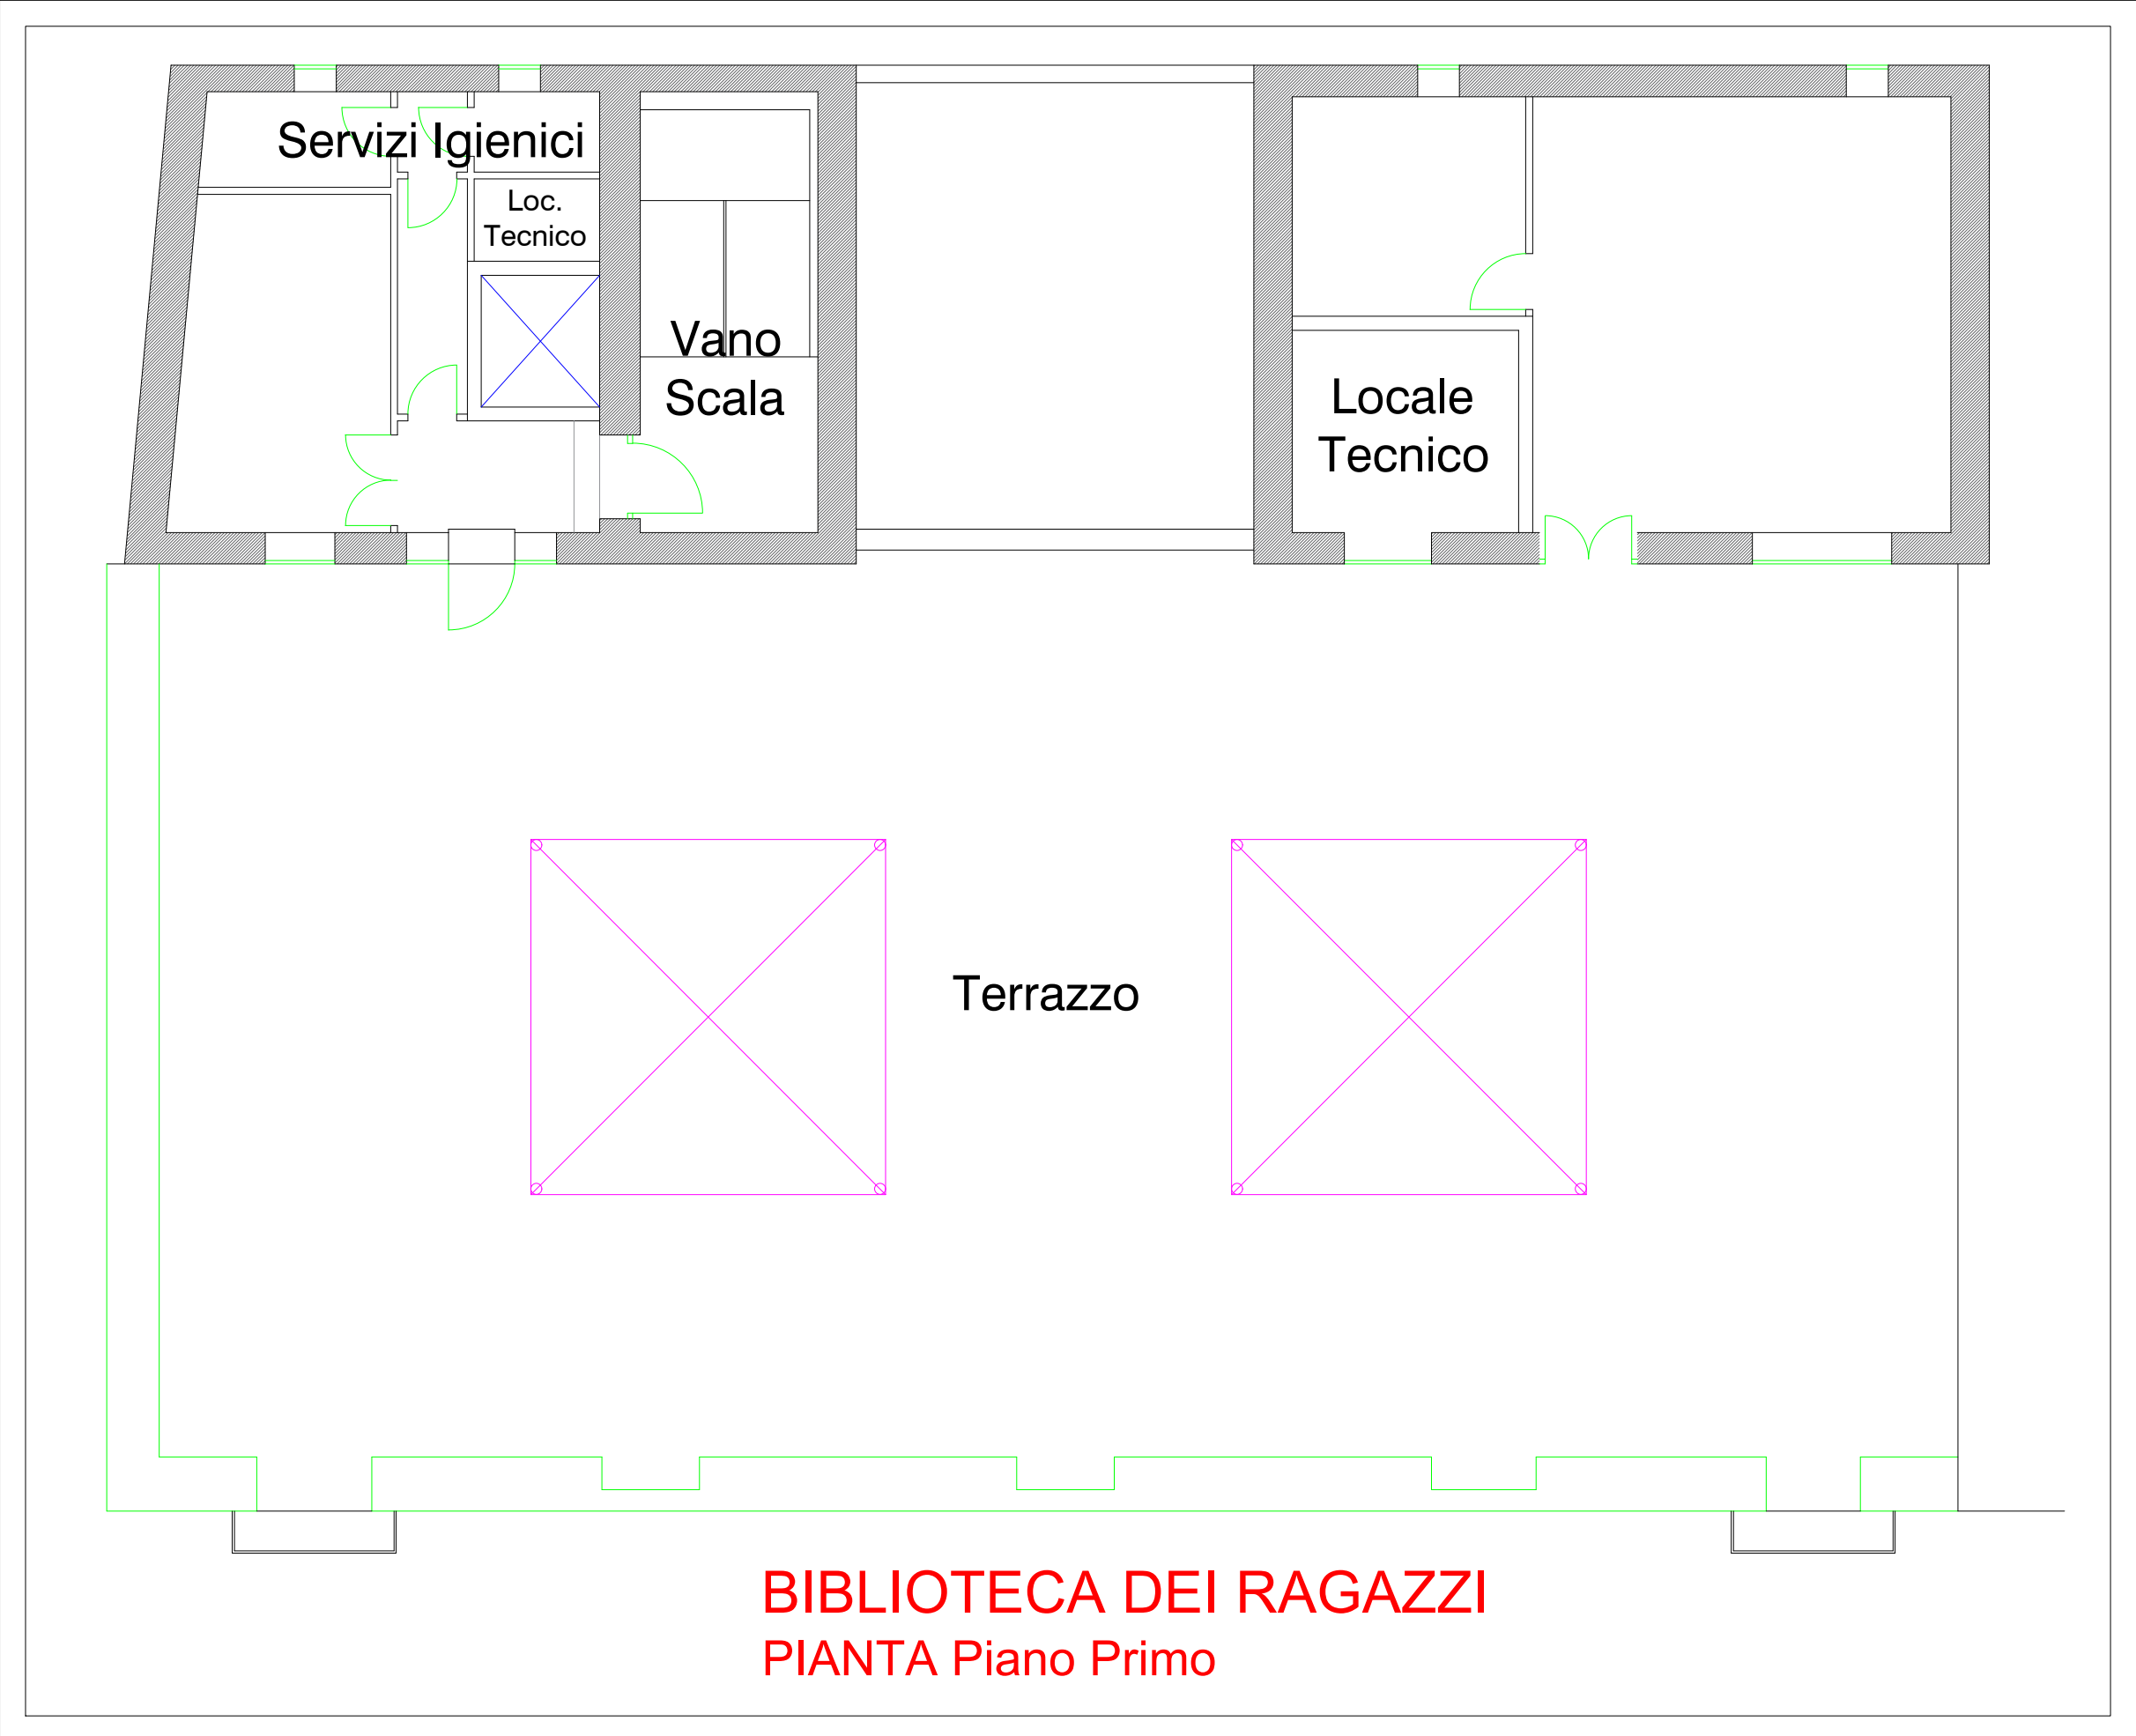 Servizi Igienici
Loc.
Tecnico
Vano
Scala
Locale
Tecnico
Terrazzo
BIBLIOTECA DEI RAGAZZI
PIANTA Piano Primo